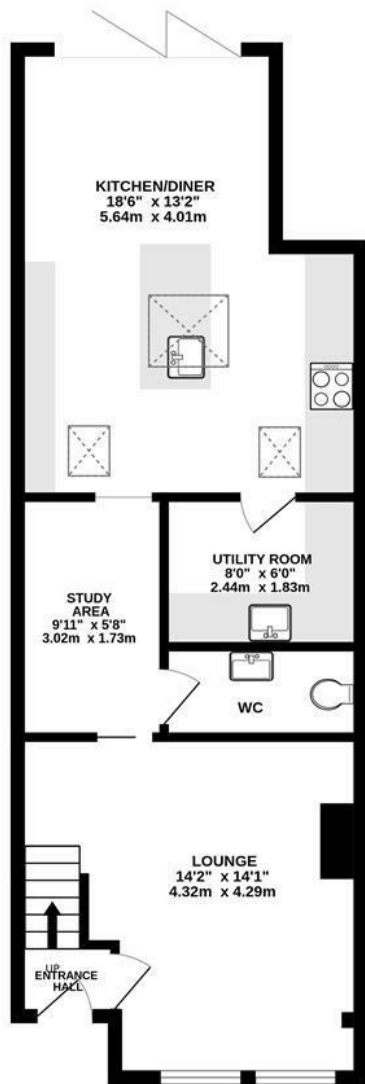 KITCHEN/DINER
18'6" x 13'2"
5.64m x 4.01m
UTILITY ROOM
8'0" x 6'0"
2.44m x 1.83m
STUDY
AREA
9'11" x 5'8"
3.02m x 1.73m
WC
LOUNGE
14'2" x 14'1"
4.32m x 4.29m
UP
ENTRANCE
HALL